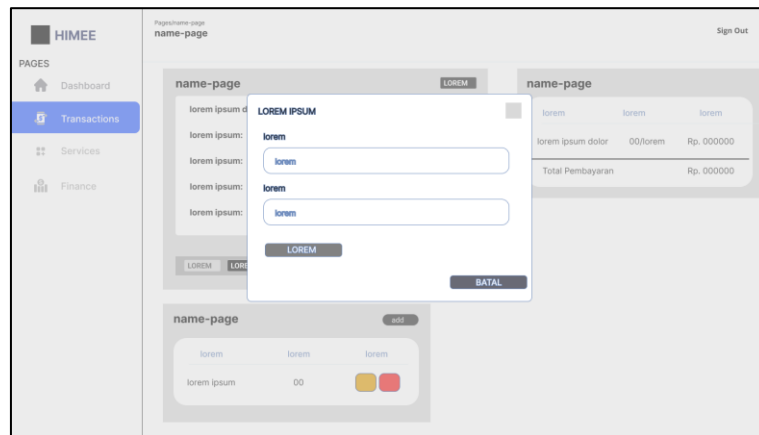 HIMEE
PAGES
Dashboard
Transactions
Services
Finance
Pages/name-page
name-page
Sign Out
name-page
LOREM
lorem ipsum d
lorem ipsum:
lorem ipsum:
lorem ipsum:
lorem ipsum:
LOREM
LORE
LOREM IPSUM
lorem
lorem
lorem
lorem
LOREM
BATAL
name-page
lorem lorem lorem
lorem ipsum dolor 00/lorem Rp. 000000
Total Pembayaran Rp. 000000
name-page
add
lorem lorem lorem
lorem ipsum 00